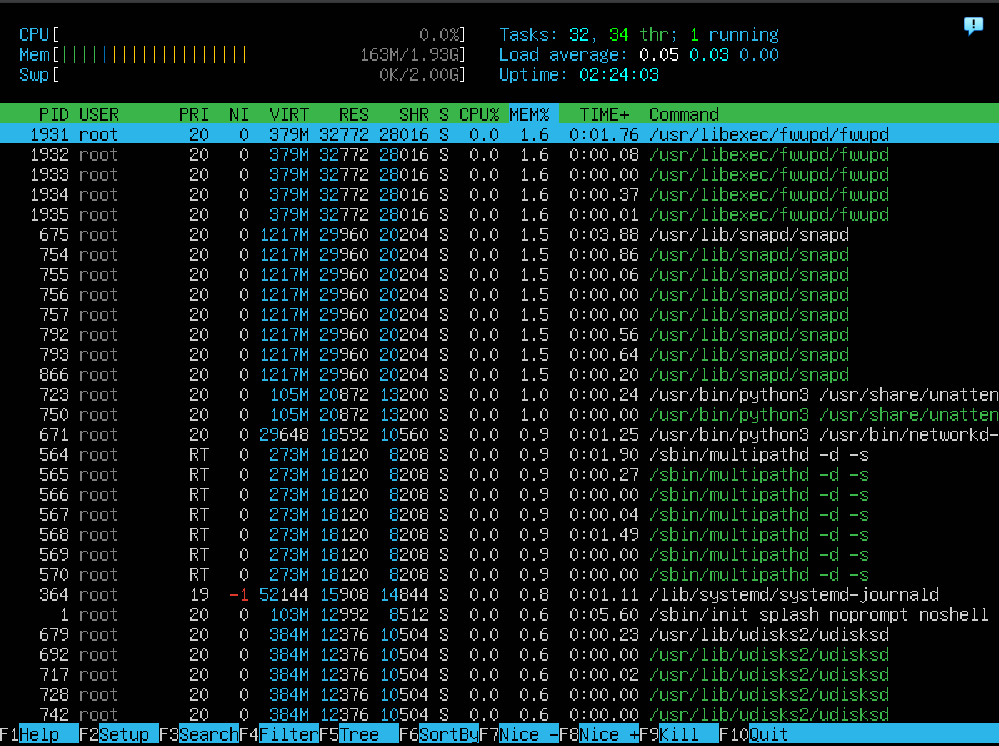 CPU[ 0.0%] Tasks: 32, 34 thr; 1 running
Mem[||||||||||||||||||||||| 163M/1.93G] Load average: 0.05 0.03 0.00
Swp[ 0K/2.00G] Uptime: 02:24:03
PID USER PRI NI VIRT RES SHR S CPU% MEM% TIME+ Command
1931 root 20 0 379M 32772 28016 S 0.0 1.6 0:01.76 /usr/libexec/fwupd/fwupd
1932 root 20 0 379M 32772 28016 S 0.0 1.6 0:00.08 /usr/libexec/fwupd/fwupd
1933 root 20 0 379M 32772 28016 S 0.0 1.6 0:00.00 /usr/libexec/fwupd/fwupd
1934 root 20 0 379M 32772 28016 S 0.0 1.6 0:00.37 /usr/libexec/fwupd/fwupd
1935 root 20 0 379M 32772 28016 S 0.0 1.6 0:00.01 /usr/libexec/fwupd/fwupd
675 root 20 0 1217M 29960 20204 S 0.0 1.5 0:03.88 /usr/lib/snapd/snapd
754 root 20 0 1217M 29960 20204 S 0.0 1.5 0:00.86 /usr/lib/snapd/snapd
755 root 20 0 1217M 29960 20204 S 0.0 1.5 0:00.06 /usr/lib/snapd/snapd
756 root 20 0 1217M 29960 20204 S 0.0 1.5 0:00.00 /usr/lib/snapd/snapd
757 root 20 0 1217M 29960 20204 S 0.0 1.5 0:00.00 /usr/lib/snapd/snapd
792 root 20 0 1217M 29960 20204 S 0.0 1.5 0:00.56 /usr/lib/snapd/snapd
793 root 20 0 1217M 29960 20204 S 0.0 1.5 0:00.64 /usr/lib/snapd/snapd
866 root 20 0 1217M 29960 20204 S 0.0 1.5 0:00.20 /usr/lib/snapd/snapd
723 root 20 0 105M 20872 13200 S 0.0 1.0 0:00.24 /usr/bin/python3 /usr/share/unatten
750 root 20 0 105M 20872 13200 S 0.0 1.0 0:00.00 /usr/bin/python3 /usr/share/unatten
671 root 20 0 29648 18592 10560 S 0.0 0.9 0:01.25 /usr/bin/python3 /usr/bin/networkd-
564 root RT 0 273M 18120 8208 S 0.0 0.9 0:01.90 /sbin/multipathd -d -s
565 root RT 0 273M 18120 8208 S 0.0 0.9 0:00.27 /sbin/multipathd -d -s
566 root RT 0 273M 18120 8208 S 0.0 0.9 0:00.00 /sbin/multipathd -d -s
567 root RT 0 273M 18120 8208 S 0.0 0.9 0:00.04 /sbin/multipathd -d -s
568 root RT 0 273M 18120 8208 S 0.0 0.9 0:01.49 /sbin/multipathd -d -s
569 root RT 0 273M 18120 8208 S 0.0 0.9 0:00.00 /sbin/multipathd -d -s
570 root RT 0 273M 18120 8208 S 0.0 0.9 0:00.00 /sbin/multipathd -d -s
364 root 19 -1 52144 15908 14844 S 0.0 0.8 0:01.11 /lib/systemd/systemd-journald
1 root 20 0 103M 12992 8512 S 0.0 0.6 0:05.60 /sbin/init splash noprompt noshell
679 root 20 0 384M 12376 10504 S 0.0 0.6 0:00.23 /usr/lib/udisks2/udisksd
692 root 20 0 384M 12376 10504 S 0.0 0.6 0:00.00 /usr/lib/udisks2/udisksd
717 root 20 0 384M 12376 10504 S 0.0 0.6 0:00.02 /usr/lib/udisks2/udisksd
728 root 20 0 384M 12376 10504 S 0.0 0.6 0:00.00 /usr/lib/udisks2/udisksd
742 root 20 0 384M 12376 10504 S 0.0 0.6 0:00.00 /usr/lib/udisks2/udisksd
F1Help F2Setup F3SearchF4FilterF5Tree F6SortByF7Nice -F8Nice +F9Kill F10Quit